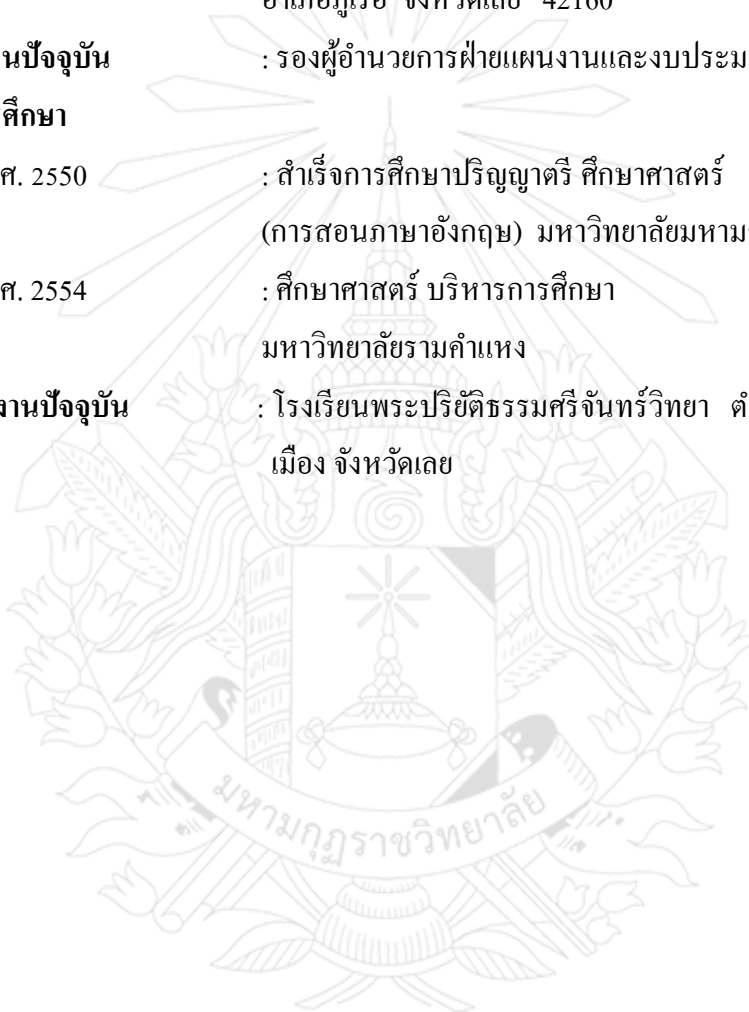 อำเภอภูเรือ จังหวัดเลย 42160
นปัจจุบัน : รองผู้อำนวยการฝ่ายแผนงานและงบประม
ศึกษา
ศ. 2550 : สำเร็จการศึกษาปริญญาตรี ศึกษาศาสตร์
(การสอนภาษาอังกฤษ) มหาวิทยาลัยมหาม
ศ. 2554 : ศึกษาศาสตร์ บริหารการศึกษา
มหาวิทยาลัยรามคำแหง
งานปัจจุบัน : โรงเรียนพระปริยัติธรรมศรีจันทร์วิทยา ตำ
เมือง จังหวัดเลย
มหามกุฏราชวิทยาลัย